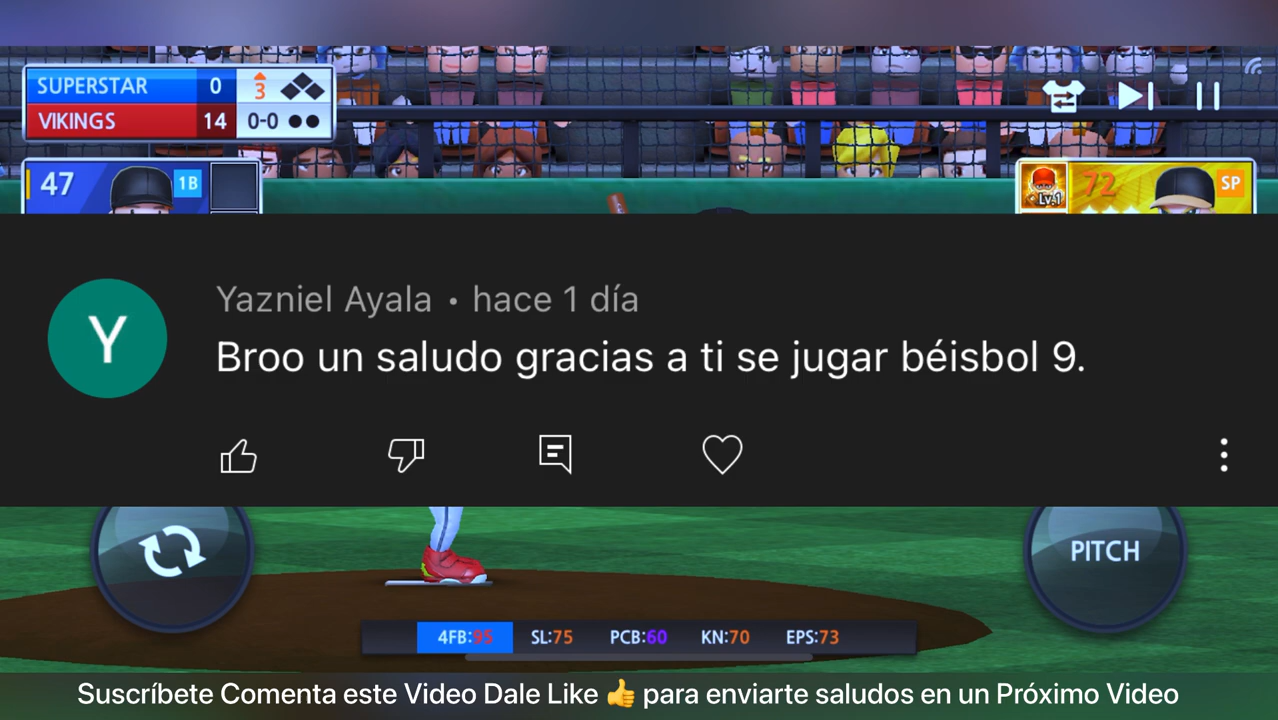 SUPERSTAR 0 3
VIKINGS 14 0-0
47 1B
Lv.1 72 SP
Y
Yazniel Ayala • hace 1 día
Broo un saludo gracias a ti se jugar béisbol 9.
PITCH
4FB:95 SL:75 PCB:60 KN:70 EPS:73
Suscríbete Comenta este Video Dale Like 👍 para enviarte saludos en un Próximo Video